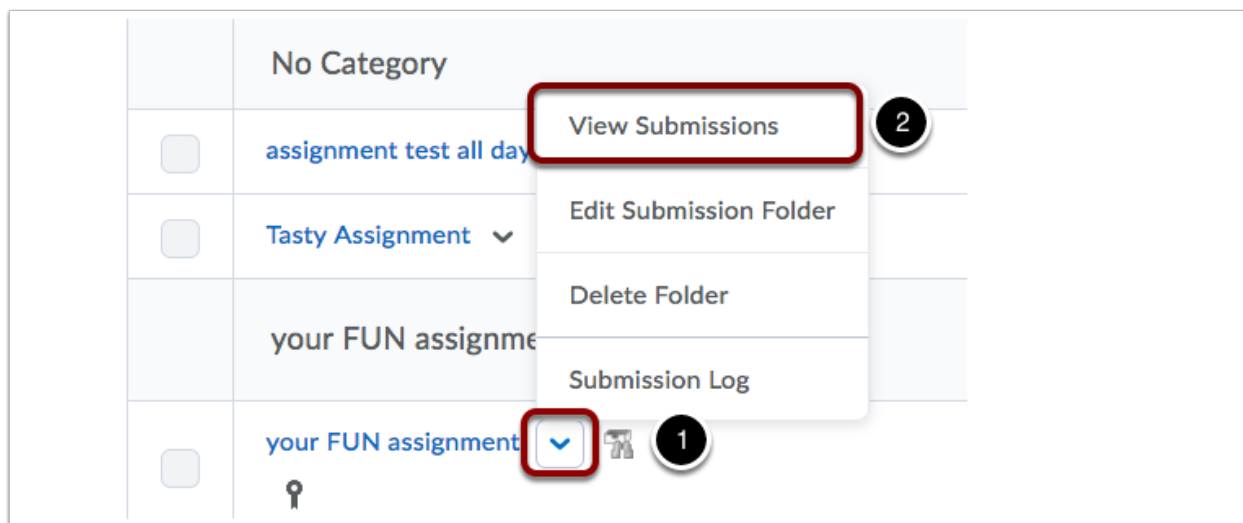 No Category
View Submissions
2
assignment test all day
Edit Submission Folder
Tasty Assignment
Delete Folder
your FUN assignme
Submission Log
your FUN assignment
1